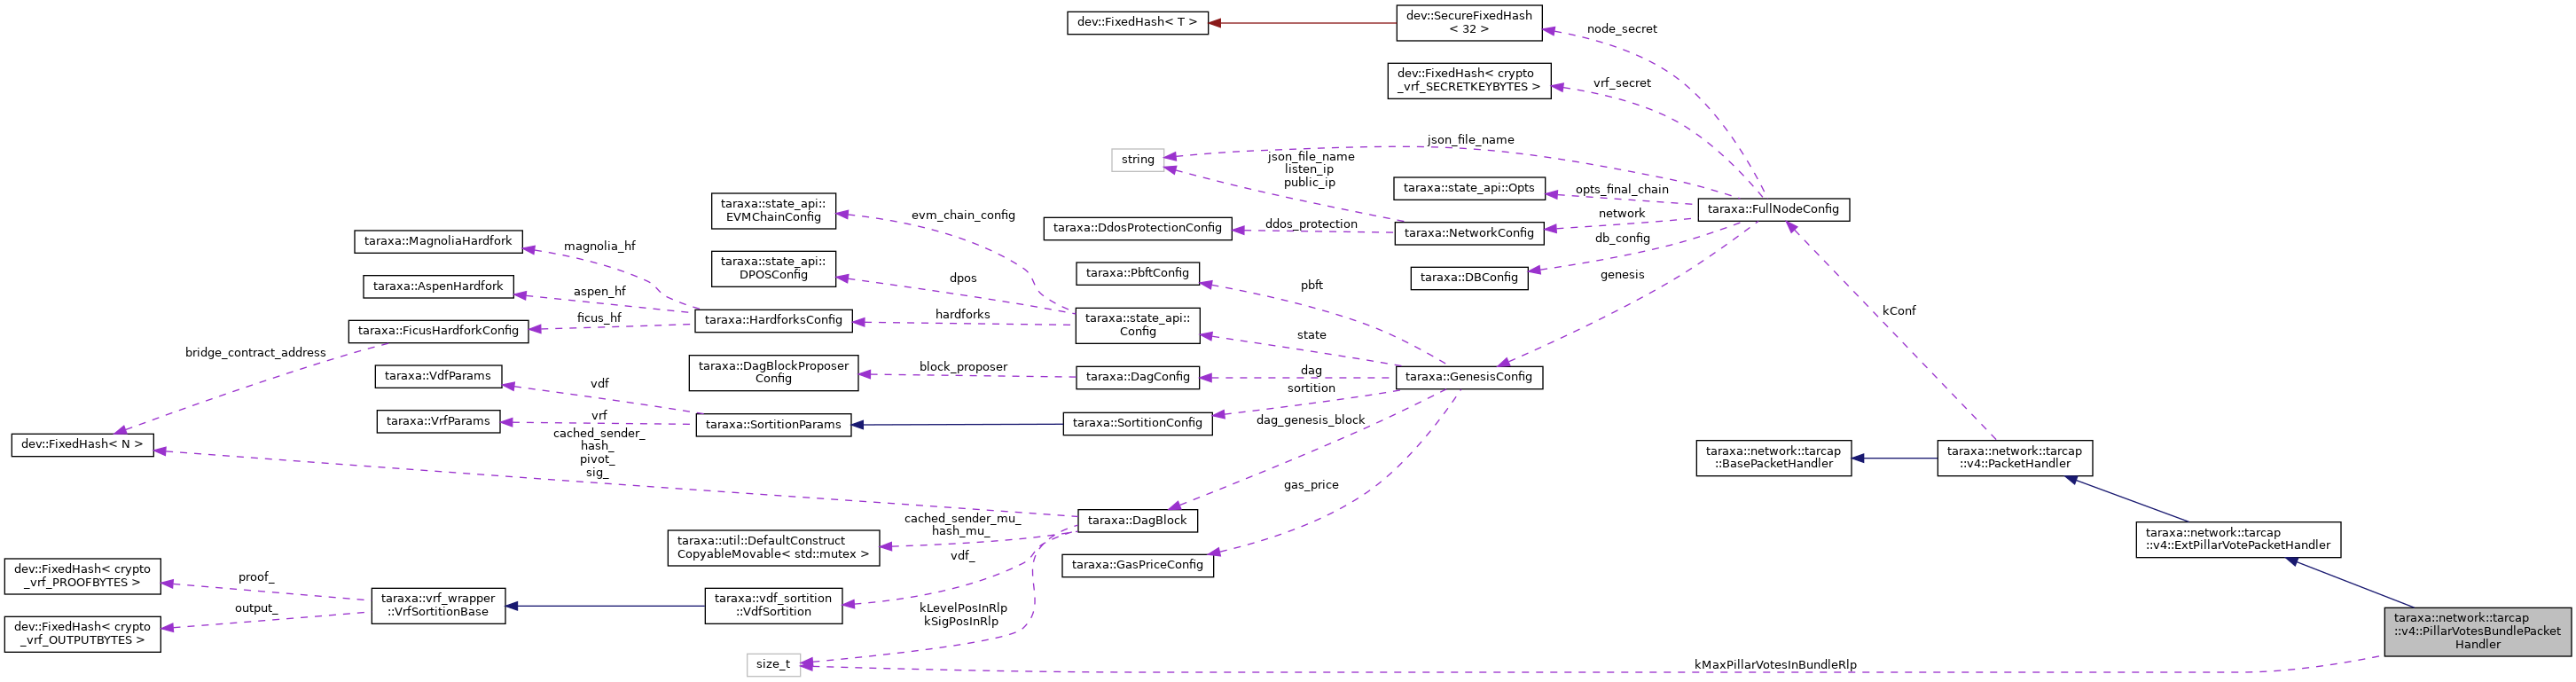 dev::FixedHash< T >
dev::SecureFixedHash
< 32 >
node_secret
dev::FixedHash< crypto
_vrf_SECRETKEYBYTES >
vrf_secret
json_file_name
string
json_file_name
listen_ip
public_ip
taraxa::state_api::Opts
opts_final_chain
taraxa::FullNodeConfig
network
taraxa::state_api::
EVMChainConfig
evm_chain_config
taraxa::DdosProtectionConfig
ddos_protection
taraxa::NetworkConfig
db_config
taraxa::MagnoliaHardfork
magnolia_hf
taraxa::state_api::
DPOSConfig
dpos
taraxa::PbftConfig
pbft
taraxa::DBConfig
genesis
taraxa::AspenHardfork
aspen_hf
kConf
taraxa::FicusHardforkConfig
ficus_hf
taraxa::HardforksConfig
hardforks
taraxa::state_api::
Config
state
bridge_contract_address
taraxa::VdfParams
vdf
taraxa::DagBlockProposer
Config
block_proposer
taraxa::DagConfig
dag
taraxa::GenesisConfig
sortition
taraxa::VrfParams
vrf
taraxa::SortitionParams
taraxa::SortitionConfig
dag_genesis_block
dev::FixedHash< N >
cached_sender_
hash_
pivot_
sig_
taraxa::network::tarcap
::BasePacketHandler
taraxa::network::tarcap
::v4::PacketHandler
gas_price
taraxa::util::DefaultConstruct
CopyableMovable< std::mutex >
cached_sender_mu_
hash_mu_
taraxa::DagBlock
taraxa::network::tarcap
::v4::ExtPillarVotePacketHandler
vdf_
taraxa::GasPriceConfig
dev::FixedHash< crypto
_vrf_PROOFBYTES >
proof_
taraxa::vrf_wrapper
::VrfSortitionBase
taraxa::vdf_sortition
::VdfSortition
kLevelPosInRlp
kSigPosInRlp
dev::FixedHash< crypto
_vrf_OUTPUTBYTES >
output_
taraxa::network::tarcap
::v4::PillarVotesBundlePacket
Handler
size_t
kMaxPillarVotesInBundleRlp